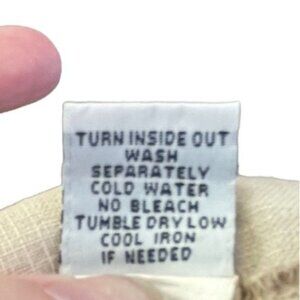 TURN INSIDE OUT
WASH
SEPARATELY
COLD WATER
NO BLEACH
TUMBLE DRY LOW
COOL IRON
IF NEEDED